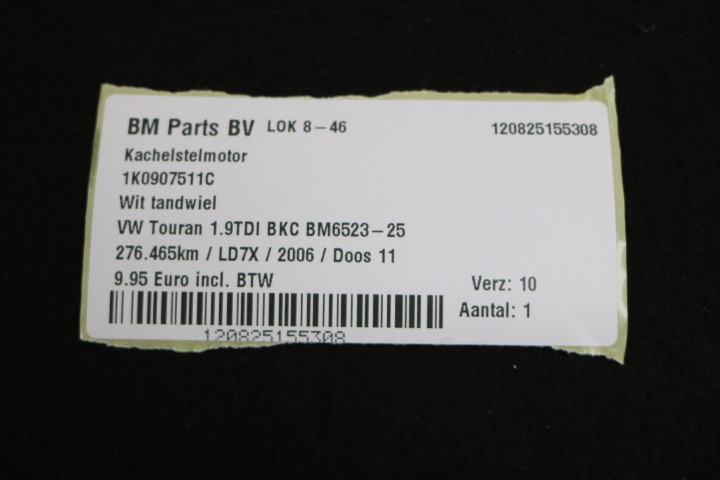 BM Parts BV LOK 8-46 120825155308
Kachelstelmotor
1K0907511C
Wit tandwiel
VW Touran 1.9TDI BKC BM6523-25
276.465km / LD7X / 2006 / Doos 11
9.95 Euro incl. BTW Verz: 10
Aantal: 1
120825155308